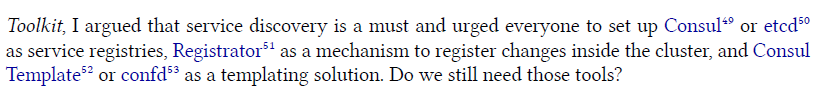 Toolkit, I argued that service discovery is a must and urged everyone to set up Consul⁴⁹ or etcd⁵⁰
as service registries, Registrator⁵¹ as a mechanism to register changes inside the cluster, and Consul
Template⁵² or confd⁵³ as a templating solution. Do we still need those tools?